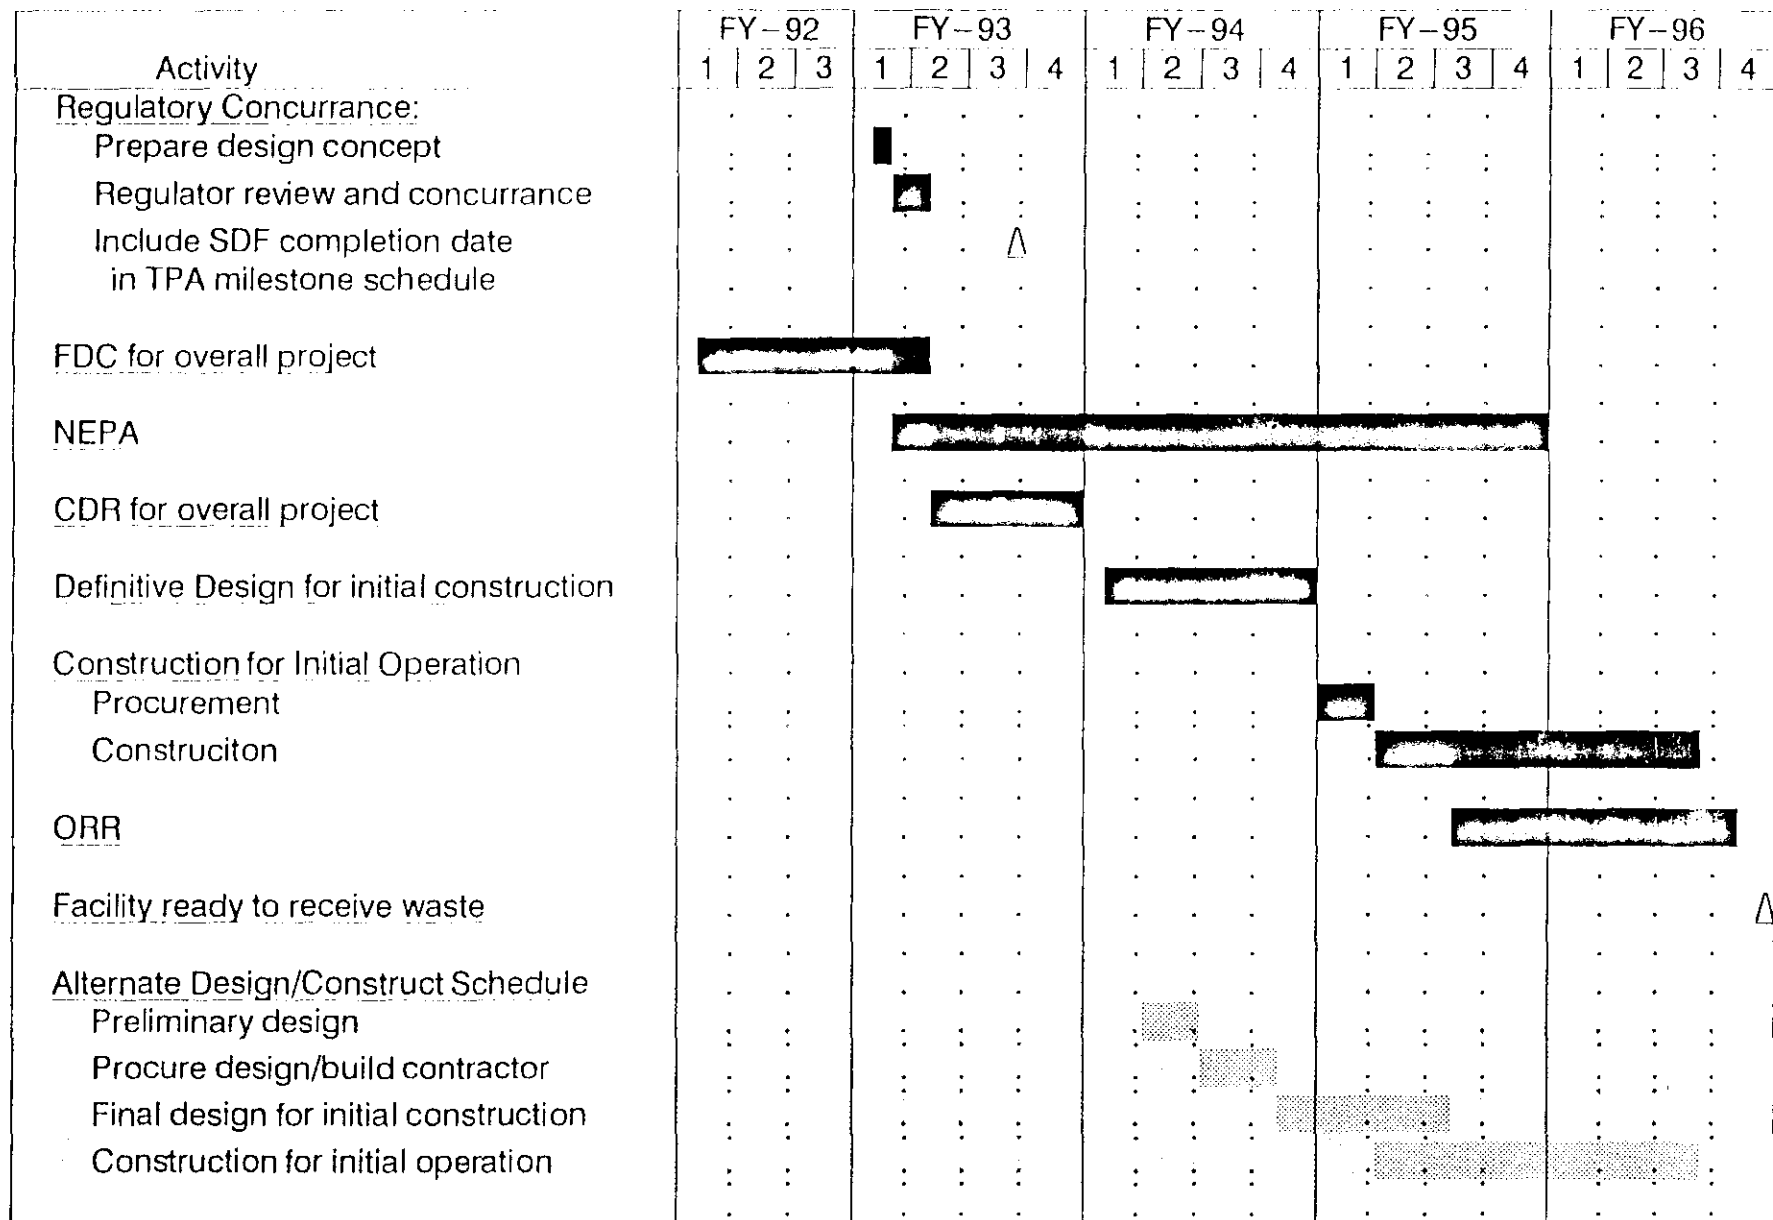 FY-92 FY-93 FY-94 FY-95 FY-96
Activity 1 2 3 1 2 3 4 1 2 3 4 1 2 3 4 1 2 3 4
Regulatory Concurrance:
Prepare design concept
Regulator review and concurrance
Include SDF completion date
in TPA milestone schedule
FDC for overall project
NEPA
CDR for overall project
Definitive Design for initial construction
Construction for Initial Operation
Procurement
Construciton
ORR
Facility ready to receive waste
Alternate Design/Construct Schedule
Preliminary design
Procure design/build contractor
Final design for initial construction
Construction for initial operation